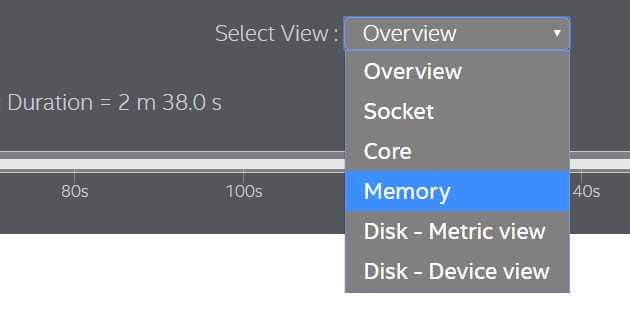 Select View : Overview
Overview
: Duration = 2 m 38.0 s
Socket
Core
Memory
80s 100s 40s
Disk - Metric view
Disk - Device view